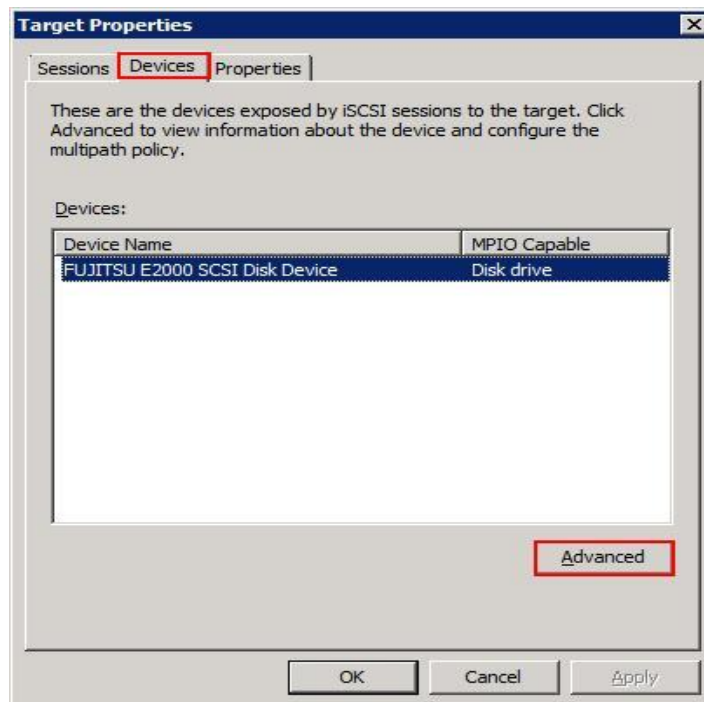 Target Properties
Sessions Devices Properties
These are the devices exposed by iSCSI sessions to the target. Click
Advanced to view information about the device and configure the
multipath policy.
Devices:
Device Name MPIO Capable
FUJITSU E2000 SCSI Disk Device Disk drive
Advanced
OK Cancel Apply